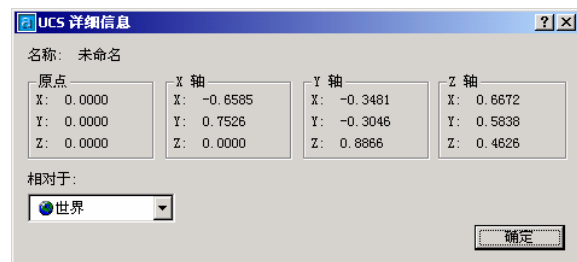 UCS 详细信息
名称: 未命名
原点 X 轴 Y 轴 Z 轴
X: 0.0000 X: -0.6585 X: -0.3481 X: 0.6672
Y: 0.0000 Y: 0.7526 Y: -0.3046 Y: 0.5838
Z: 0.0000 Z: 0.0000 Z: 0.8866 Z: 0.4626
相对于:
世界
确定